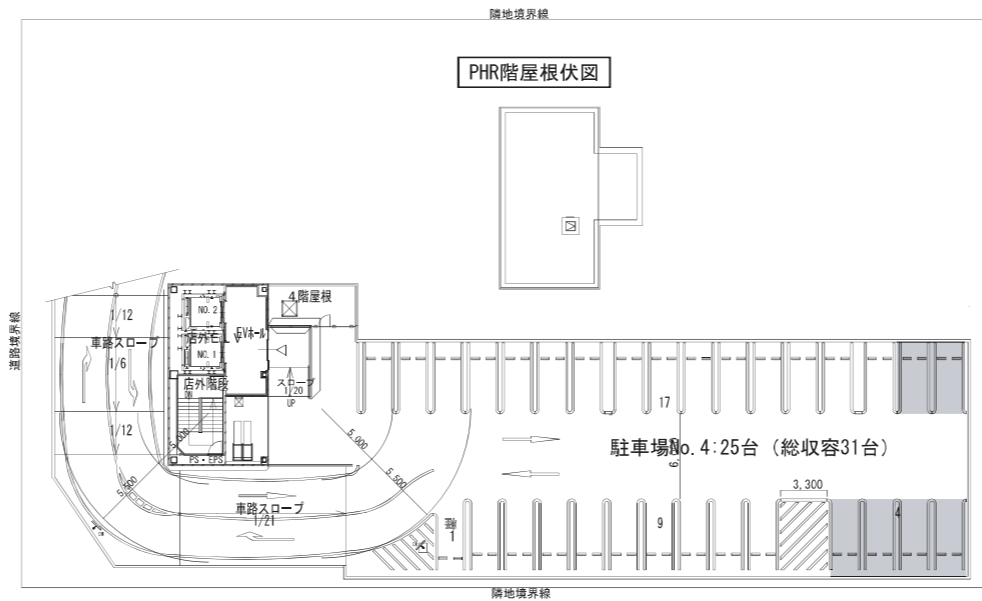 隣地境界線
PHR階屋根伏図
道路境界線
4階屋根
1/12
NO.2
EVホール
車路スロープ
1/6
NO.1
店外階段
DN
スロープ
1/20
UP
17
1/12
5,000
5,000
駐車場No.4:25台（総収容31台）
PS・EPS
5,500
5,500
3,300
車路スロープ
1/21
1
9
4
隣地境界線